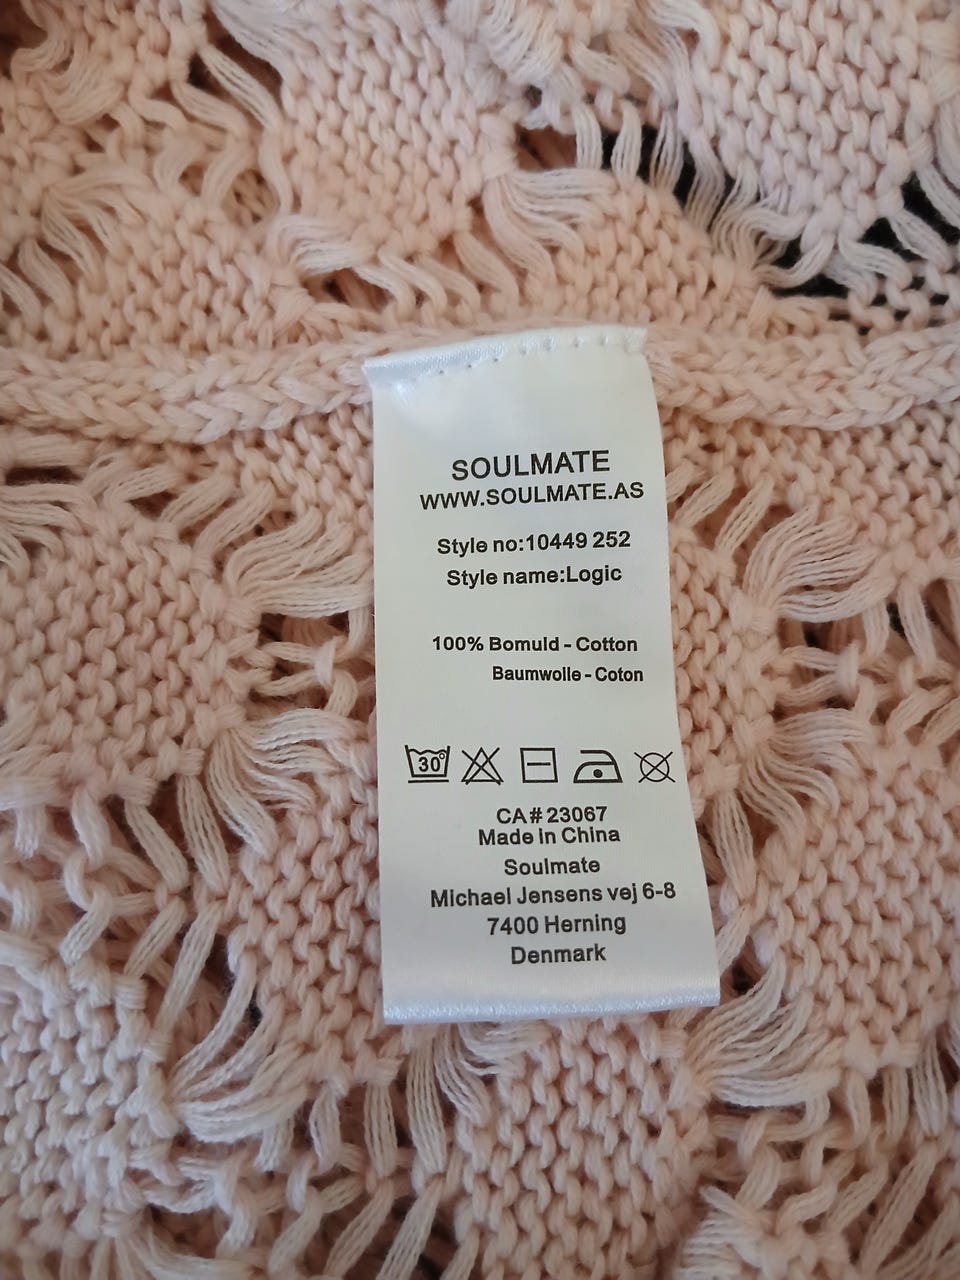 SOULMATE
WWW.SOULMATE.AS
Style no:10449 252
Style name:Logic
100% Bomuld - Cotton
Baumwolle - Coton
30°
CA# 23067
Made in China
Soulmate
Michael Jensens vej 6-8
7400 Herning
Denmark